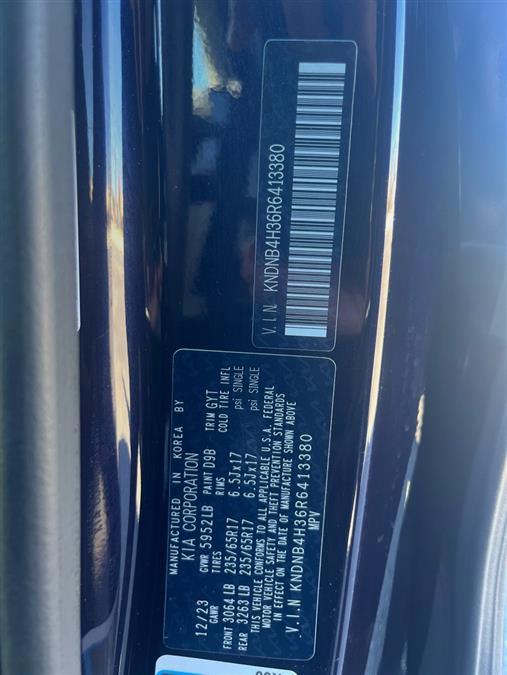 V.I.N KNDNB4H36R6413380
MANUFACTURED IN KOREA BY
KIA CORPORATION
12/23 GVWR 5952LB PAINT D9B TRIM GYT
GAWR TIRES RIMS COLD TIRE INFL
FRONT 3064 LB 235/65R17 6.5Jx17 psi SINGLE
REAR 3263 LB 235/65R17 6.5Jx17 psi SINGLE
THIS VEHICLE CONFORMS TO ALL APPLICABLE U.S.A. FEDERAL
MOTOR VEHICLE SAFETY AND THEFT PREVENTION STANDARDS
IN EFFECT ON THE DATE OF MANUFACTURE SHOWN ABOVE
V.I.N KNDNB4H36R6413380
MPV